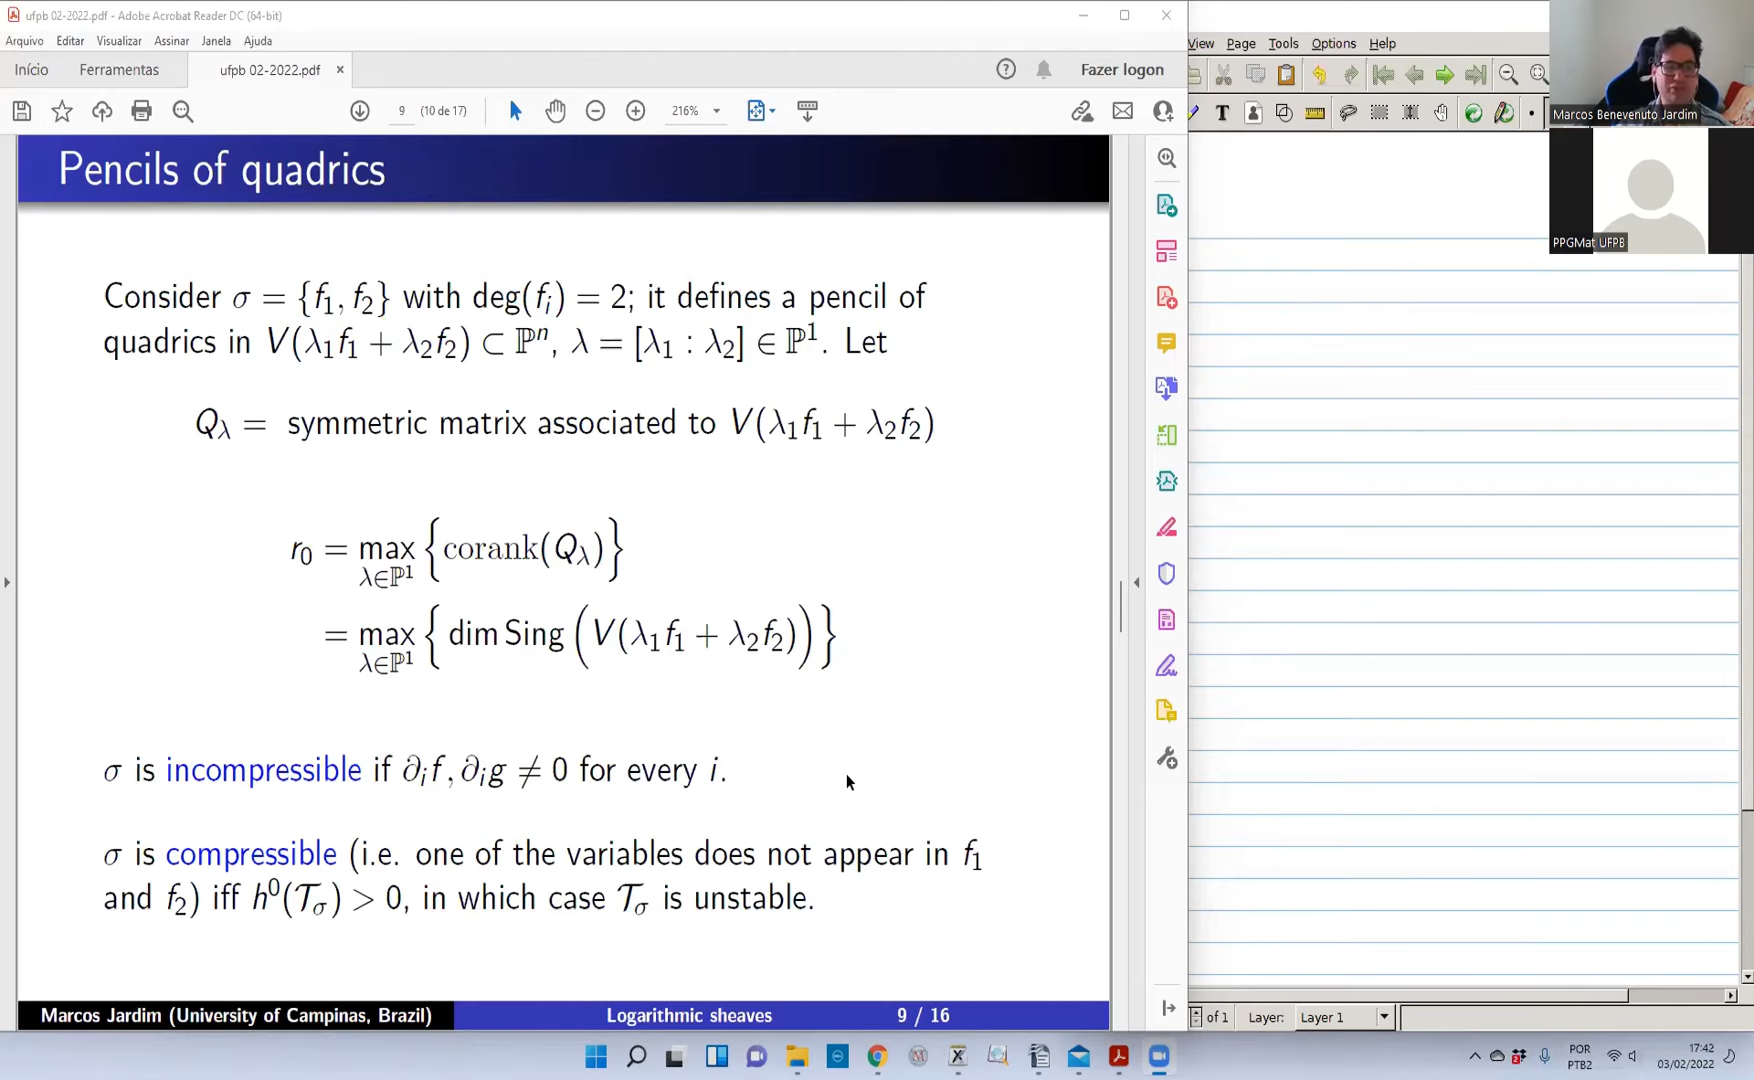 ufpb 02-2022.pdf - Adobe Acrobat Reader DC (64-bit)
Arquivo Editar Visualizar Assinar Janela Ajuda
Início Ferramentas ufpb 02-2022.pdf × Fazer logon
9 (10 de 17) 216%
View Page Tools Options Help
Marcos Benevenuto Jardim
PPGMat UFPB
Pencils of quadrics
Consider σ = {f₁, f₂} with deg(fᵢ) = 2; it defines a pencil of
quadrics in V(λ₁f₁ + λ₂f₂) ⊂ ℙⁿ, λ = [λ₁ : λ₂] ∈ ℙ¹. Let
Q_λ = symmetric matrix associated to V(λ₁f₁ + λ₂f₂)
r₀ = max {corank(Q_λ)}
λ∈ℙ¹
= max { dim Sing (V(λ₁f₁ + λ₂f₂))}
λ∈ℙ¹
σ is incompressible if ∂ᵢf, ∂ᵢg ≠ 0 for every i.
σ is compressible (i.e. one of the variables does not appear in f₁
and f₂) iff h⁰(𝒯_σ) > 0, in which case 𝒯_σ is unstable.
Marcos Jardim (University of Campinas, Brazil) Logarithmic sheaves 9 / 16
of 1 Layer: Layer 1
POR
PTB2
17:42
03/02/2022